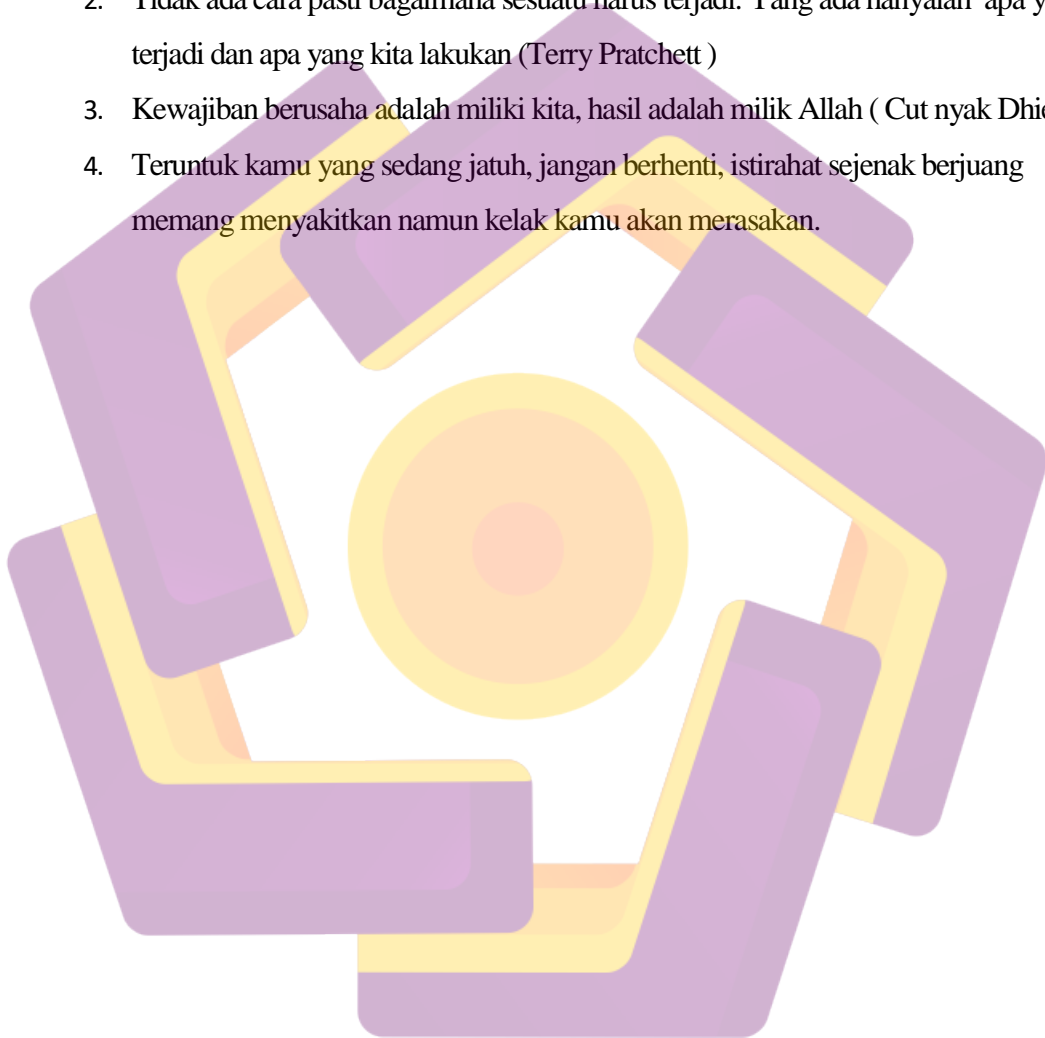 2. Tidak ada cara pasti bagaimana sesuatu harus terjadi. Yang ada hanyalah apa y
terjadi dan apa yang kita lakukan (Terry Pratchett )
3. Kewajiban berusaha adalah miliki kita, hasil adalah milik Allah ( Cut nyak Dhie
4. Teruntuk kamu yang sedang jatuh, jangan berhenti, istirahat sejenak berjuang
memang menyakitkan namun kelak kamu akan merasakan.